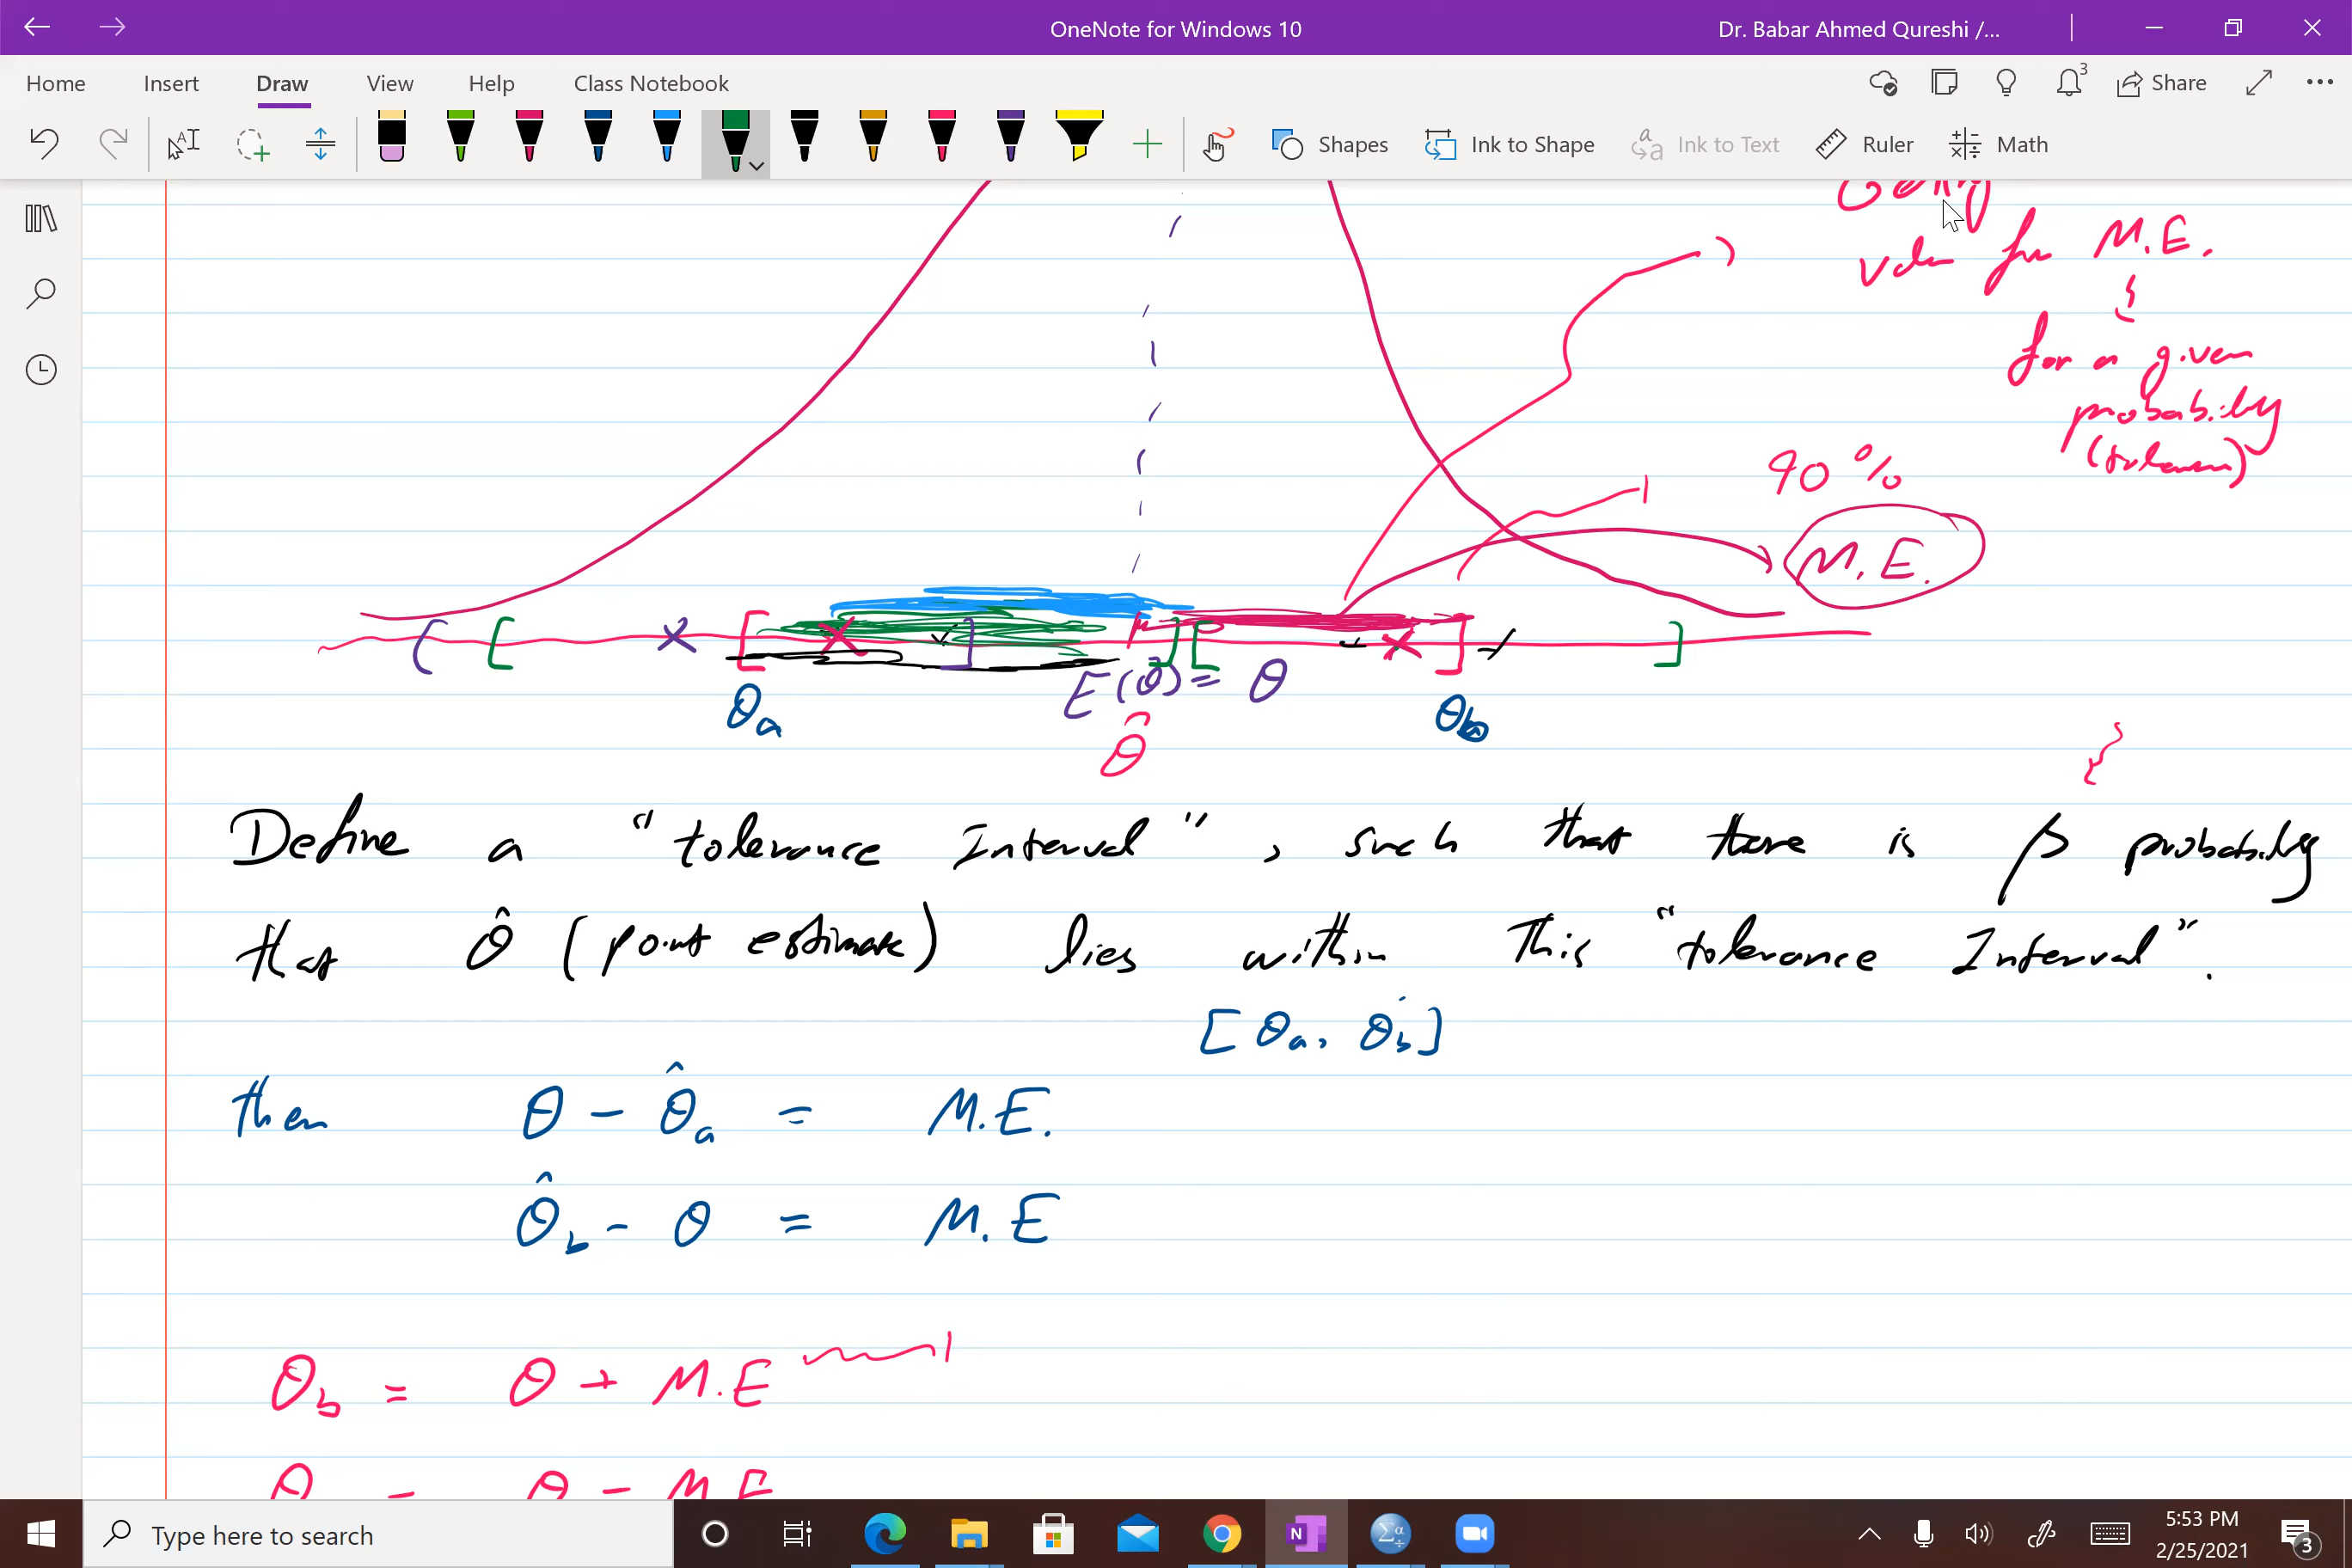 OneNote for Windows 10
Dr. Babar Ahmed Qureshi /...
Home Insert Draw View Help Class Notebook
3
Share
Shapes
Ink to Shape
Ink to Text
Ruler
Math
for M.E.
for a given
probability
90 %
M.E.
E(θ̂) = θ
θa
θ̂
θb
Define a "tolerance Interval", such that there is β probability
that θ̂ (point estimate) lies within This "tolerance Interval".
[θa, θb]
then θ - θ̂a = M.E.
θ̂b - θ = M.E
θb = θ + M.E
θ - M.E
Type here to search
N
5:53 PM
2/25/2021
3